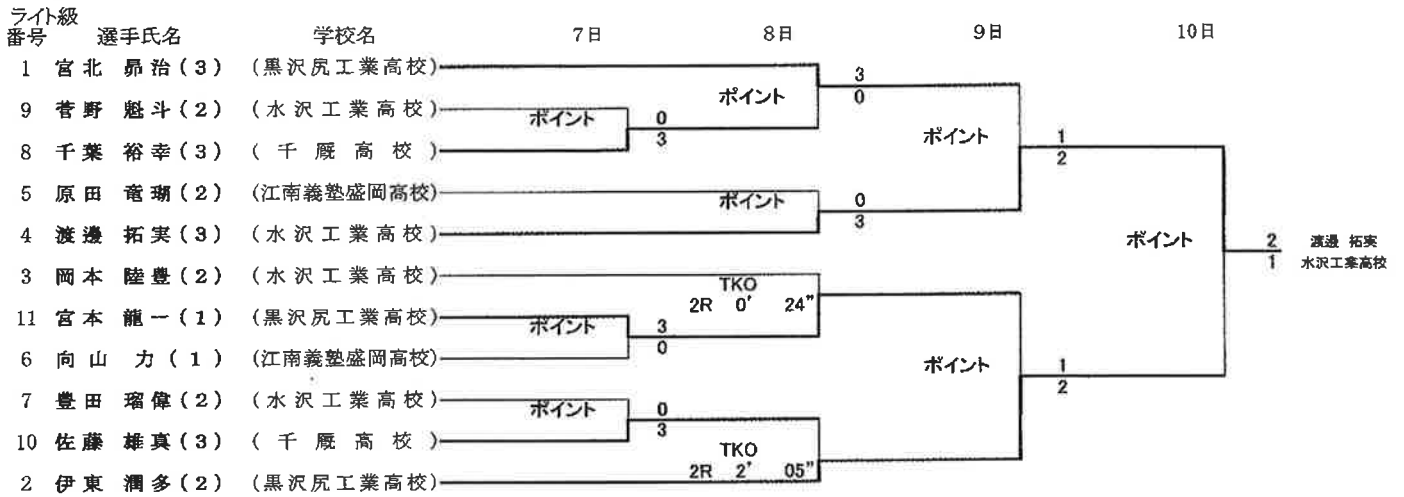 ライト級
番号 選手氏名 学校名 7日 8日 9日 10日
1 宮北 昴治(3) (黒沢尻工業高校)
3
ポイント 0
9 菅野 魁斗(2) (水沢工業高校)
ポイント 0
3
ポイント 1
2
8 千葉 裕幸(3) (千厩高校)
5 原田 竜瑚(2) (江南義塾盛岡高校)
ポイント 0
3
4 渡邊 拓実(3) (水沢工業高校)
ポイント 2 渡邊 拓実
1 水沢工業高校
3 岡本 陸豊(2) (水沢工業高校)
TKO
2R 0' 24"
11 宮本 龍一(1) (黒沢尻工業高校)
ポイント 3
0
6 向山 力(1) (江南義塾盛岡高校)
ポイント 1
2
7 豊田 瑠偉(2) (水沢工業高校)
ポイント 0
3
10 佐藤 雄真(3) (千厩高校)
TKO
2R 2' 05"
2 伊東 潤多(2) (黒沢尻工業高校)